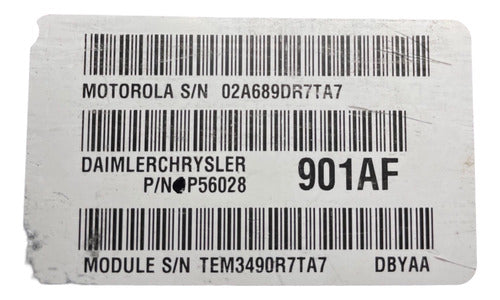 MOTOROLA S/N 02A689DR7TA7
DAIMLERCHRYSLER
P/N P56028 901AF
MODULE S/N TEM3490R7TA7 DBYAA